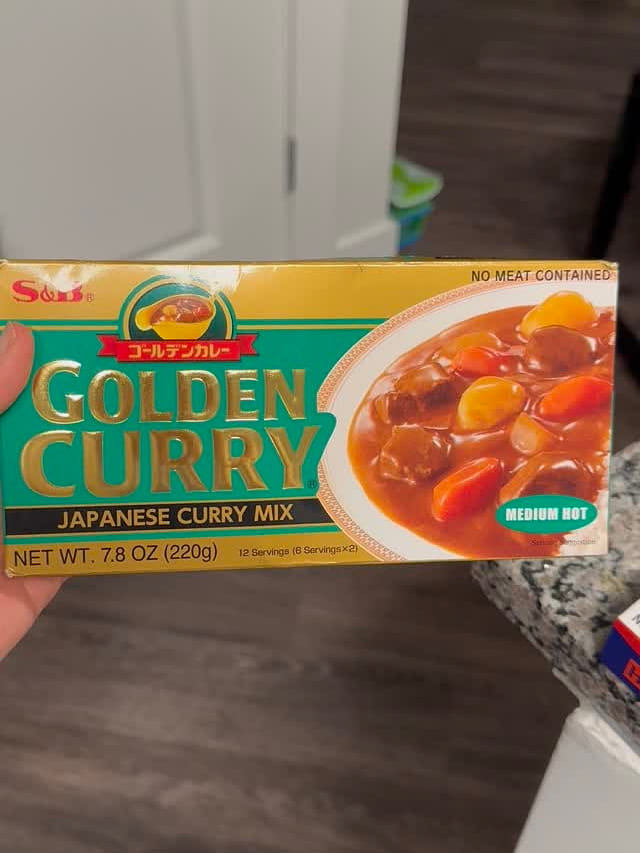 S&B®
NO MEAT CONTAINED
ゴールデンカレー
GOLDEN
CURRY®
JAPANESE CURRY MIX
MEDIUM HOT
NET WT. 7.8 OZ (220g)
12 Servings (6 Servings×2)